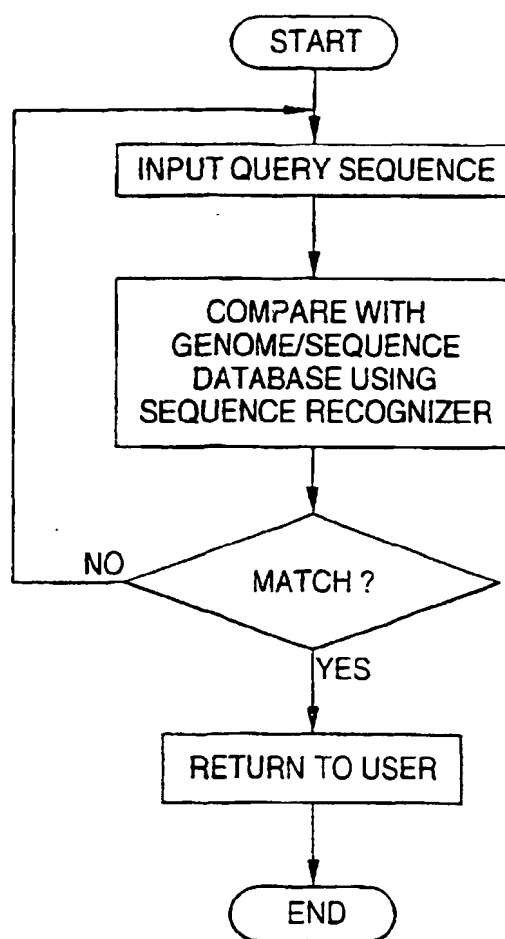 START
INPUT QUERY SEQUENCE
COMPARE WITH
GENOME/SEQUENCE
DATABASE USING
SEQUENCE RECOGNIZER
NO
MATCH ?
YES
RETURN TO USER
END